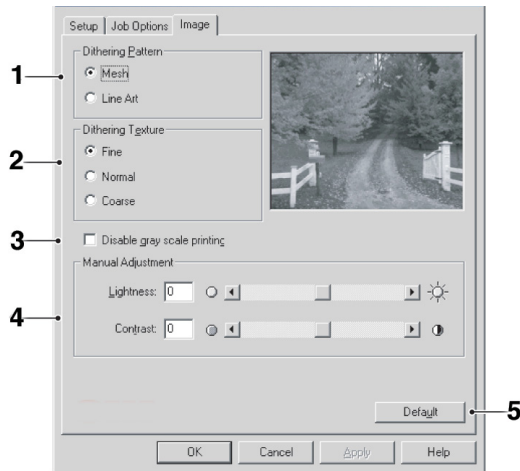 Setup Job Options Image
Dithering Pattern
1
Mesh
Line Art
Dithering Texture
2
Fine
Normal
Coarse
3
Disable gray scale printing
Manual Adjustment
4
Lightness: 0
Contrast: 0
Default
5
OK Cancel Apply Help